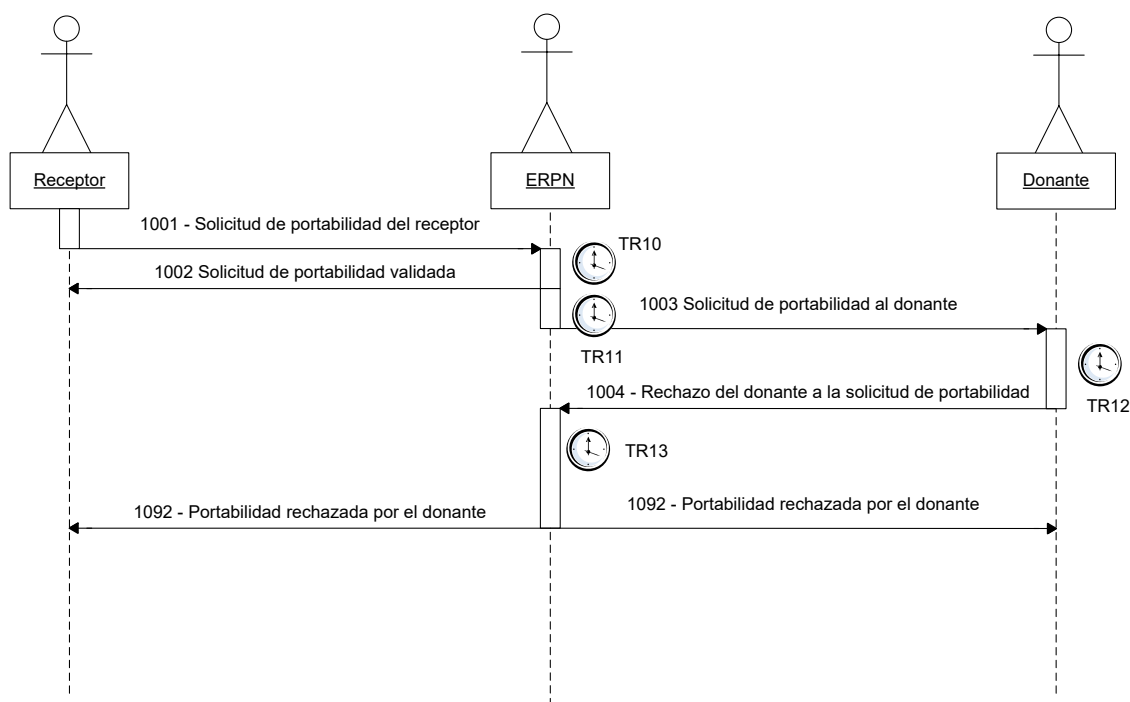 Receptor
ERPN
Donante
1001 - Solicitud de portabilidad del receptor
TR10
1002 Solicitud de portabilidad validada
1003 Solicitud de portabilidad al donante
TR11
1004 - Rechazo del donante a la solicitud de portabilidad
TR12
TR13
1092 - Portabilidad rechazada por el donante
1092 - Portabilidad rechazada por el donante